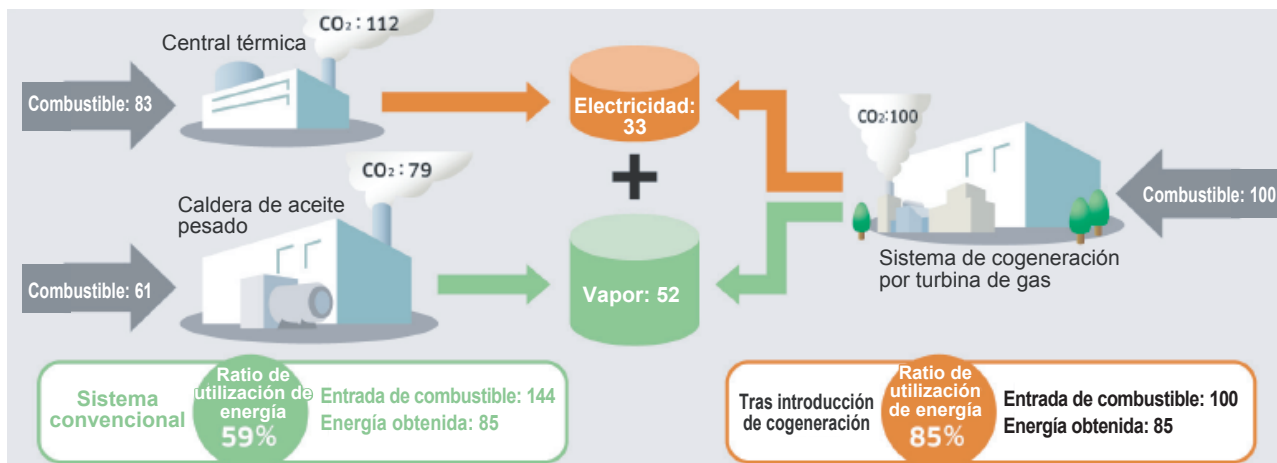 CO₂: 112
Central térmica
Combustible: 83
Electricidad:
33
+
CO₂:100
Combustible: 100
CO₂: 79
Caldera de aceite
pesado
Combustible: 61
Vapor: 52
Sistema de cogeneración
por turbina de gas
Sistema
convencional
Ratio de
utilización de
energía
59%
Entrada de combustible: 144
Energía obtenida: 85
Tras introducción
de cogeneración
Ratio de
utilización
de energía
85%
Entrada de combustible: 100
Energía obtenida: 85